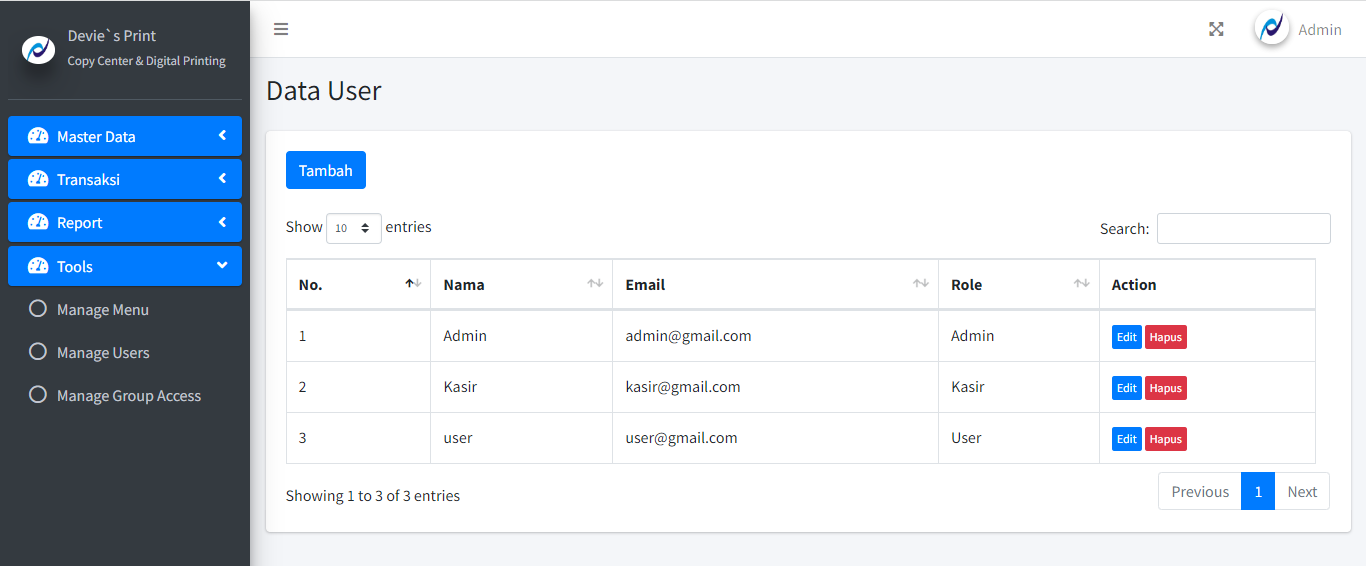 Devie`s Print
Copy Center & Digital Printing
Admin
Master Data
Transaksi
Report
Tools
Manage Menu
Manage Users
Manage Group Access
Data User
Tambah
Show 10 entries
Search:
No. Nama Email Role Action
1 Admin admin@gmail.com Admin Edit Hapus
2 Kasir kasir@gmail.com Kasir Edit Hapus
3 user user@gmail.com User Edit Hapus
Showing 1 to 3 of 3 entries
Previous 1 Next